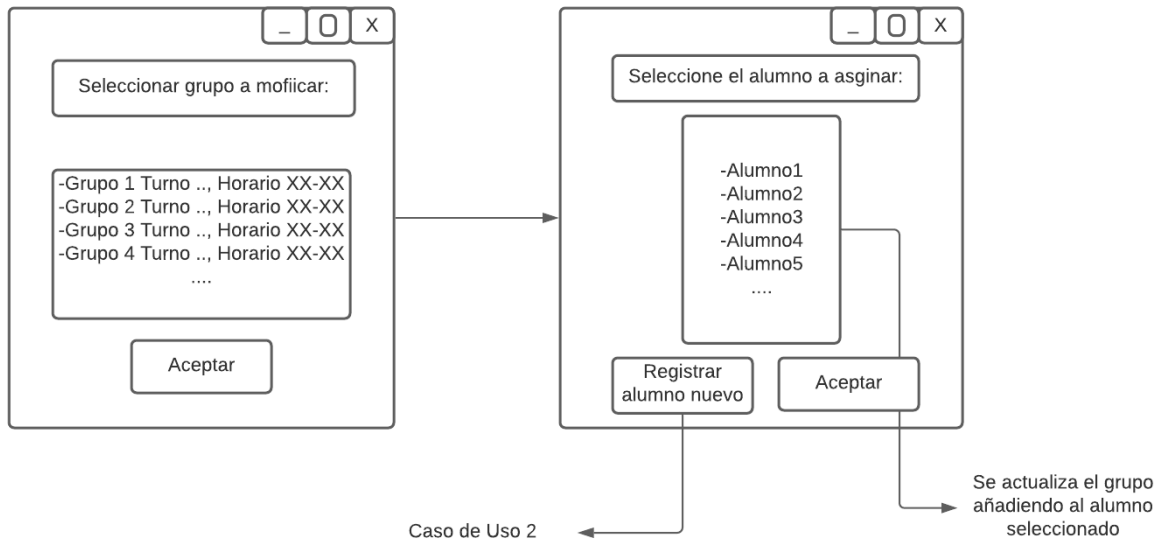 _ X
Seleccionar grupo a mofiicar:
-Grupo 1 Turno .., Horario XX-XX
-Grupo 2 Turno .., Horario XX-XX
-Grupo 3 Turno .., Horario XX-XX
-Grupo 4 Turno .., Horario XX-XX
....
Aceptar
_ X
Seleccione el alumno a asginar:
-Alumno1
-Alumno2
-Alumno3
-Alumno4
-Alumno5
....
Registrar
alumno nuevo
Aceptar
Caso de Uso 2
Se actualiza el grupo
añadiendo al alumno
seleccionado